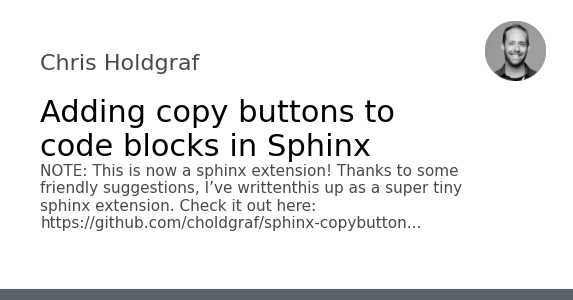 Chris Holdgraf
Adding copy buttons to
code blocks in Sphinx
NOTE: This is now a sphinx extension! Thanks to some
friendly suggestions, I’ve writtenthis up as a super tiny
sphinx extension. Check it out here:
https://github.com/choldgraf/sphinx-copybutton...